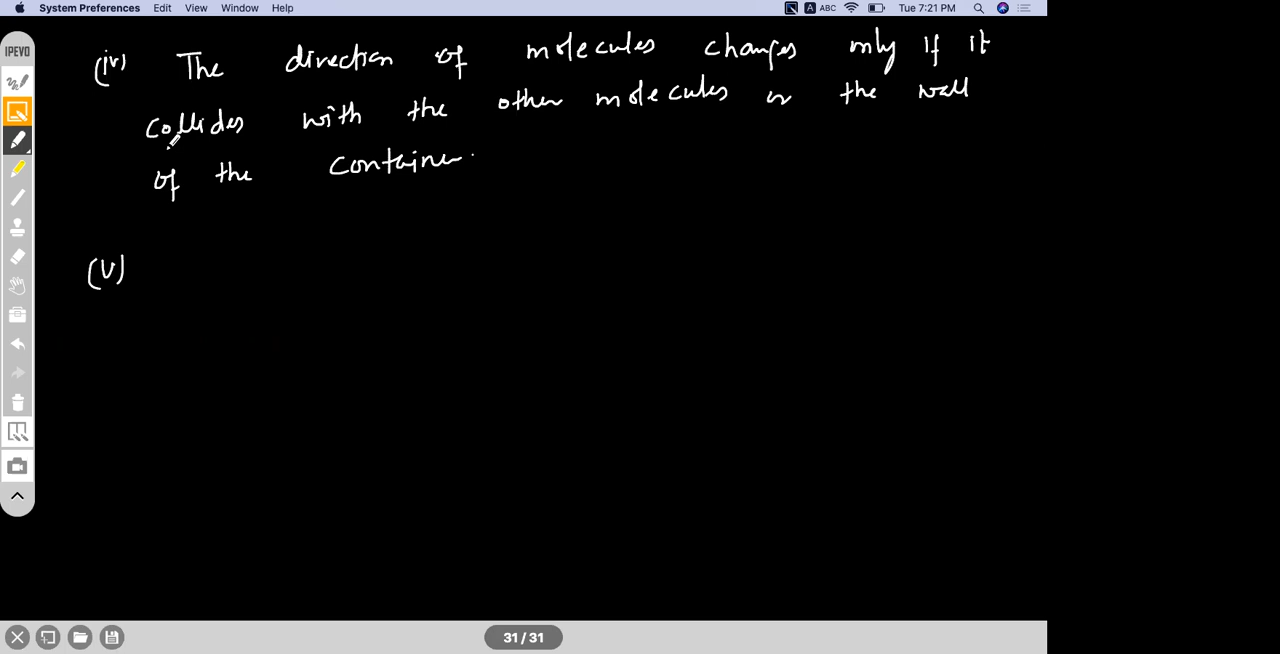 System Preferences Edit View Window Help
A ABC Tue 7:21 PM
IPEVO
(iv) The direction of molecules changes only if it
collides with the other molecules or the wall
of the container.
(v)
31 / 31